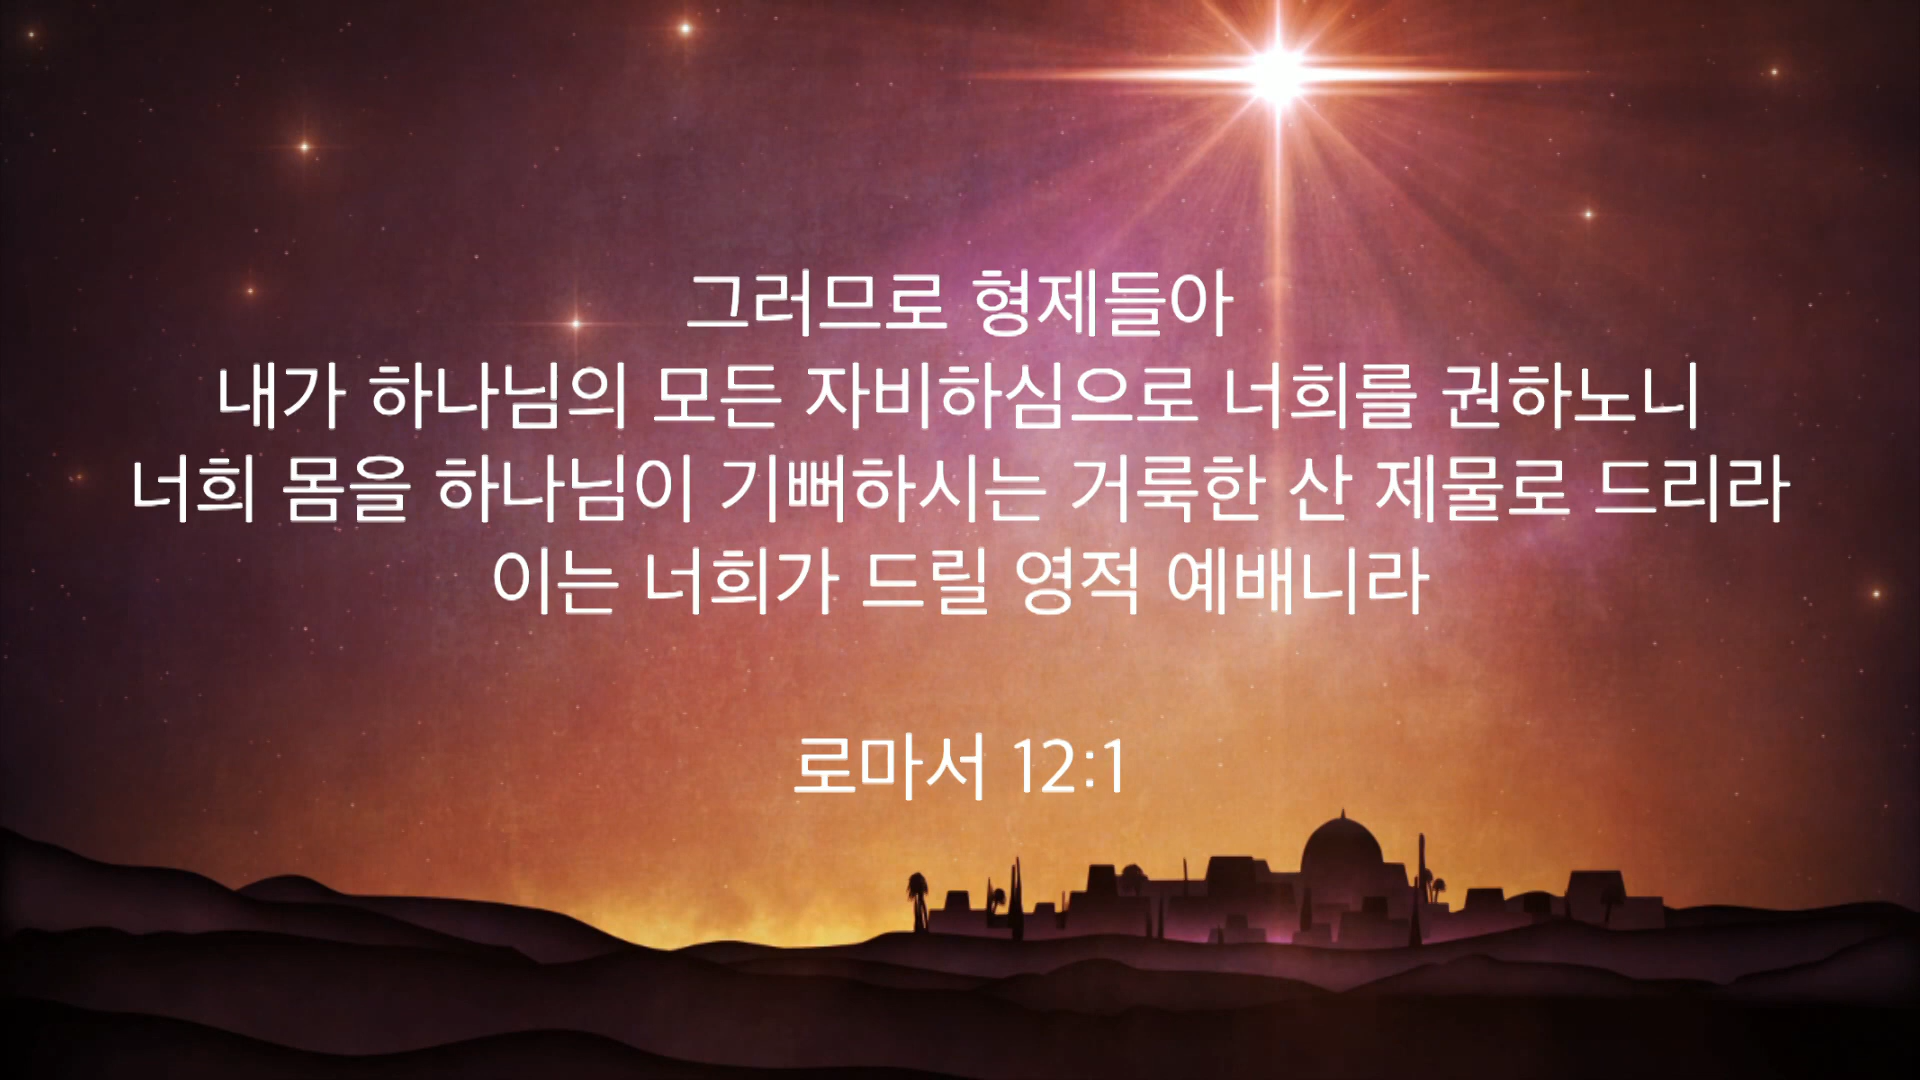 그러므로 형제들아
내가 하나님의 모든 자비하심으로 너희를 권하노니
너희 몸을 하나님이 기뻐하시는 거룩한 산 제물로 드리라
이는 너희가 드릴 영적 예배니라
로마서 12:1